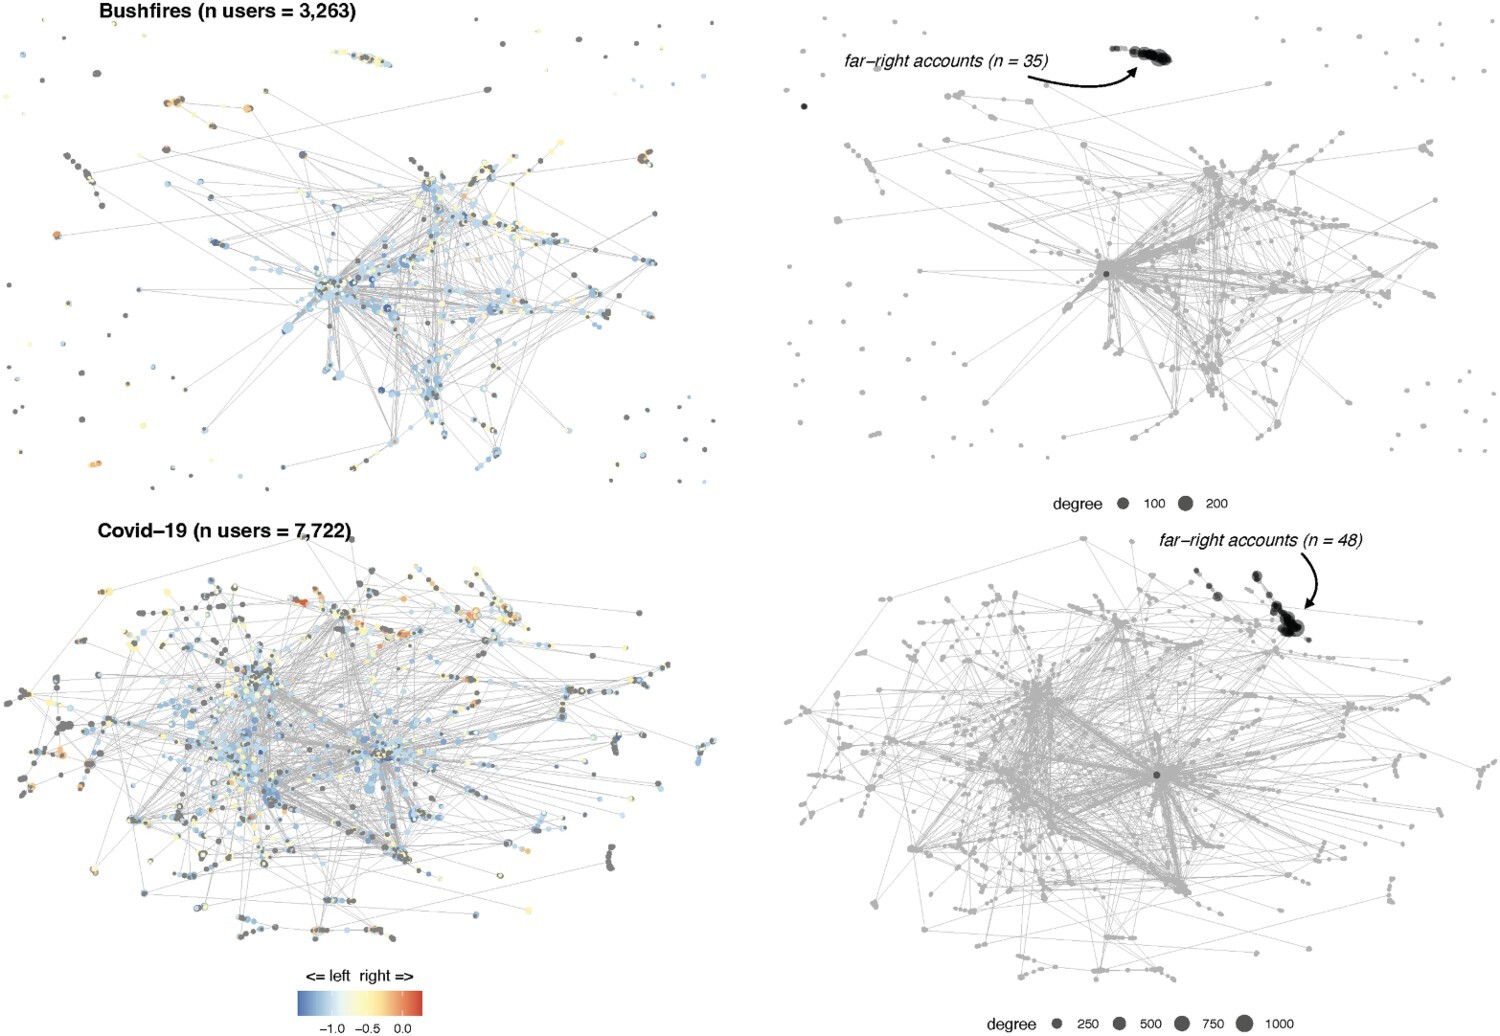 Bushfires (n users = 3,263)
far−right accounts (n = 35)
degree 100 200
Covid−19 (n users = 7,722)
far−right accounts (n = 48)
<= left right =>
−1.0 −0.5 0.0
degree 250 500 750 1000